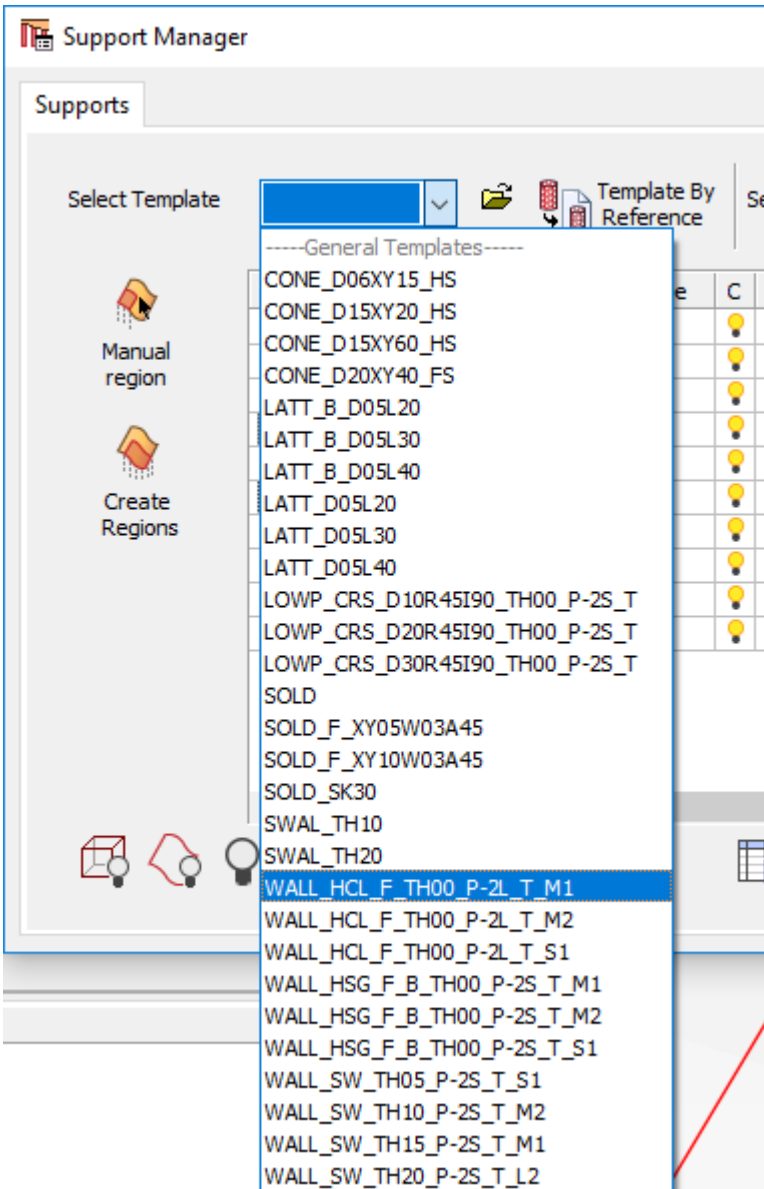 Support Manager
Supports
Select Template
Template By
Reference
Se
-----General Templates-----
CONE_D06XY15_HS
CONE_D15XY20_HS
CONE_D15XY60_HS
CONE_D20XY40_FS
LATT_B_D05L20
LATT_B_D05L30
LATT_B_D05L40
LATT_D05L20
LATT_D05L30
LATT_D05L40
LOWP_CRS_D10R45I90_TH00_P-2S_T
LOWP_CRS_D20R45I90_TH00_P-2S_T
LOWP_CRS_D30R45I90_TH00_P-2S_T
SOLD
SOLD_F_XY05W03A45
SOLD_F_XY10W03A45
SOLD_SK30
SWAL_TH10
SWAL_TH20
WALL_HCL_F_TH00_P-2L_T_M1
WALL_HCL_F_TH00_P-2L_T_M2
WALL_HCL_F_TH00_P-2L_T_S1
WALL_HSG_F_B_TH00_P-2S_T_M1
WALL_HSG_F_B_TH00_P-2S_T_M2
WALL_HSG_F_B_TH00_P-2S_T_S1
WALL_SW_TH05_P-2S_T_S1
WALL_SW_TH10_P-2S_T_M2
WALL_SW_TH15_P-2S_T_M1
WALL_SW_TH20_P-2S_T_L2
Manual
region
Create
Regions
e
C